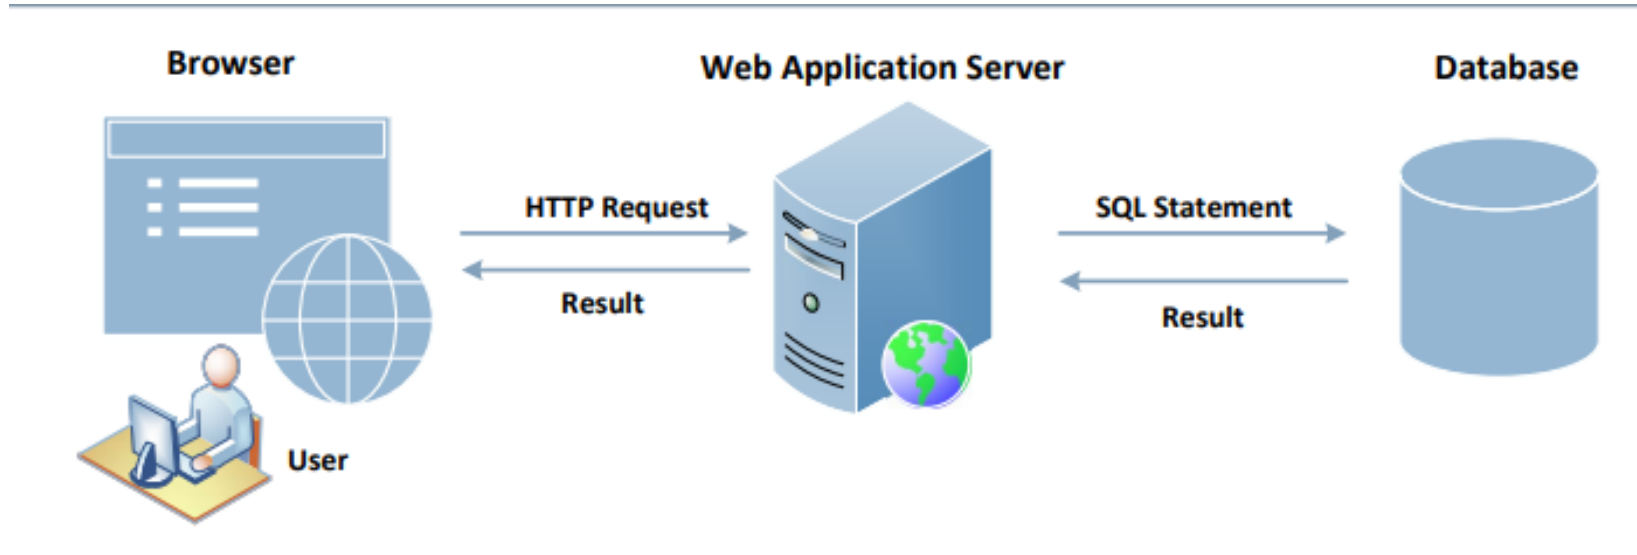 Browser
Web Application Server
Database
HTTP Request
SQL Statement
Result
Result
User